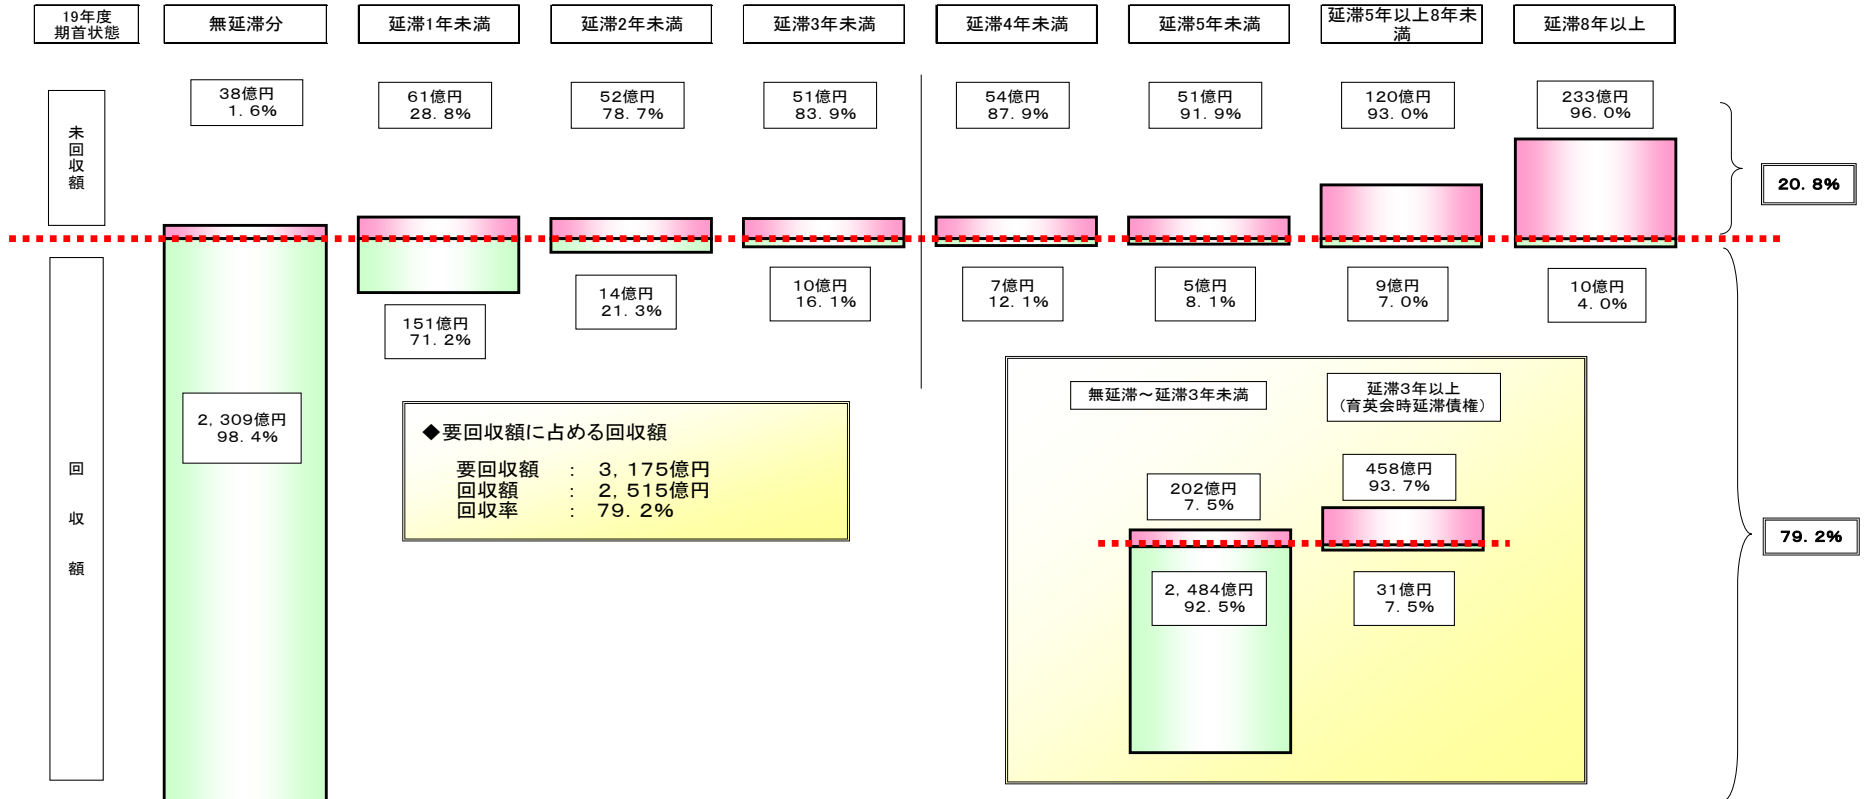 19年度
期首状態
無延滞分
延滞1年未満
延滞2年未満
延滞3年未満
延滞4年未満
延滞5年未満
延滞5年以上8年未
満
延滞8年以上
未
回
収
額
38億円
1.6%
61億円
28.8%
52億円
78.7%
51億円
83.9%
54億円
87.9%
51億円
91.9%
120億円
93.0%
233億円
96.0%
20.8%
回
収
額
2,309億円
98.4%
151億円
71.2%
14億円
21.3%
10億円
16.1%
7億円
12.1%
5億円
8.1%
9億円
7.0%
10億円
4.0%
79.2%
◆要回収額に占める回収額
要回収額 : 3,175億円
回収額 : 2,515億円
回収率 : 79.2%
無延滞~延滞3年未満
延滞3年以上
(育英会時延滞債権)
202億円
7.5%
458億円
93.7%
2,484億円
92.5%
31億円
7.5%